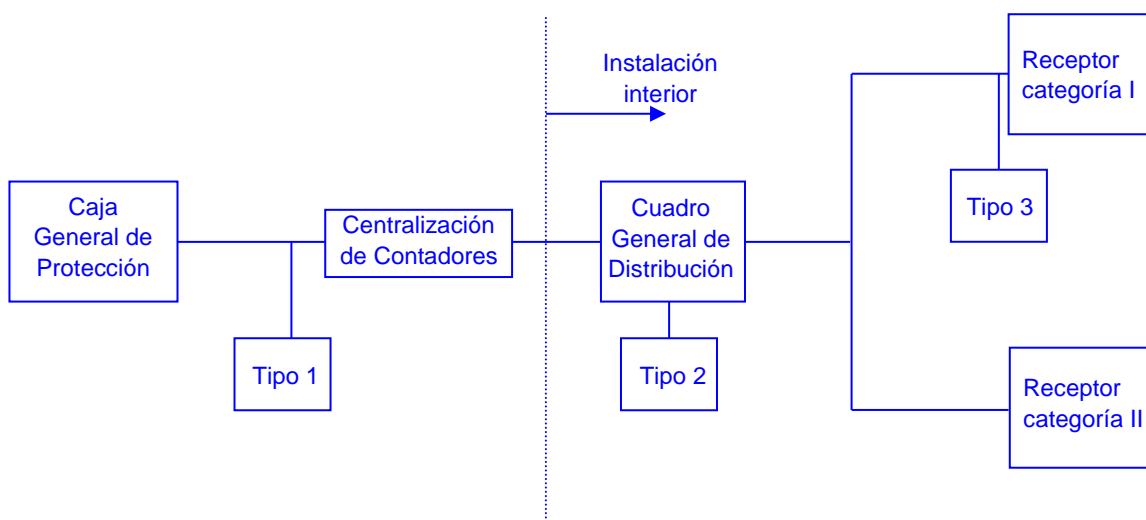 Instalación
interior
Receptor
categoría I
Caja
General de
Protección
Centralización
de Contadores
Cuadro
General de
Distribución
Tipo 3
Tipo 1
Tipo 2
Receptor
categoría II